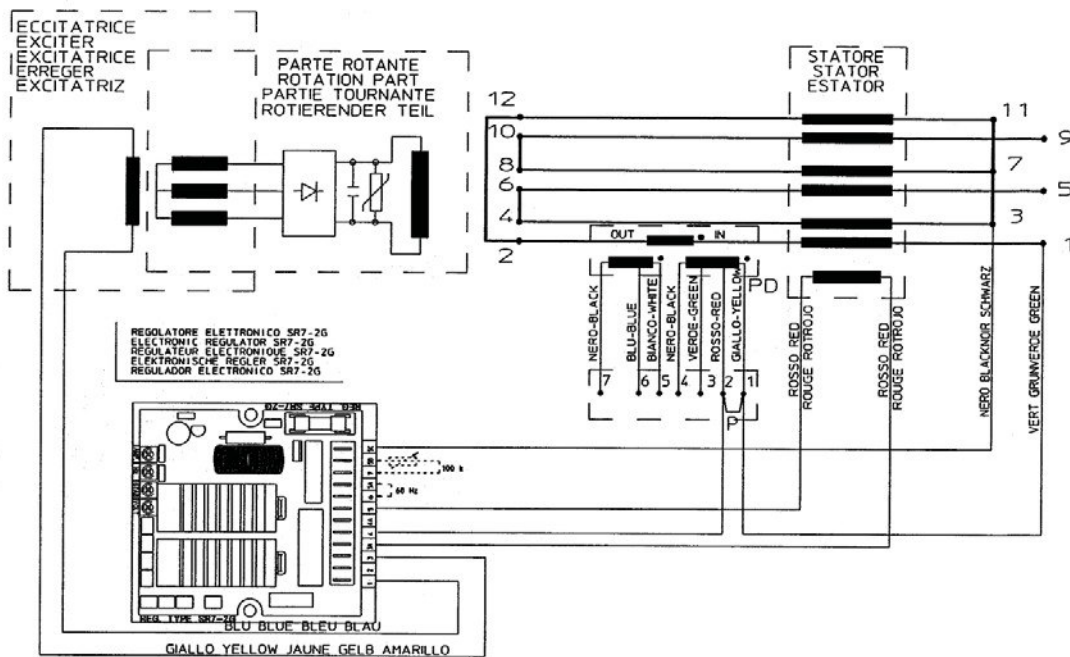 ECCITATRICE
EXCITER
EXCITATRICE
ERREGER
EXCITATRIZ
PARTE ROTANTE
ROTATION PART
PARTIE TOURNANTE
ROTIERENDER TEIL
STATORE
STATOR
ESTATOR
12
10
8
6
4
2
11
9
7
5
3
1
OUT
IN
PD
NERO-BLACK
BLU-BLUE
BIANCO-WHITE
NERO-BLACK
VERDE-GREEN
ROSSO-RED
GIALLO-YELLOW
7
6
5
4
3
2
1
P
ROSSO RED
ROUGE ROTROJO
ROSSO RED
ROUGE ROTROJO
NERO BLACKNOIR SCHWARZ
VERT GRUNVERDE GREEN
REGOLATORE ELETTRONICO SR7-2G
ELECTRONIC REGULATOR SR7-2G
REGULATEUR ELECTRONIQUE SR7-2G
ELEKTRONISCHE REGLER SR7-2G
REGULADOR ELECTRONICO SR7-2G
REG. TYPE SR7-2G
100 k
60 Hz
REG. TYPE SR7-2G
BLU BLUE BLEU BLAU
GIALLO YELLOW JAUNE GELB AMARILLO